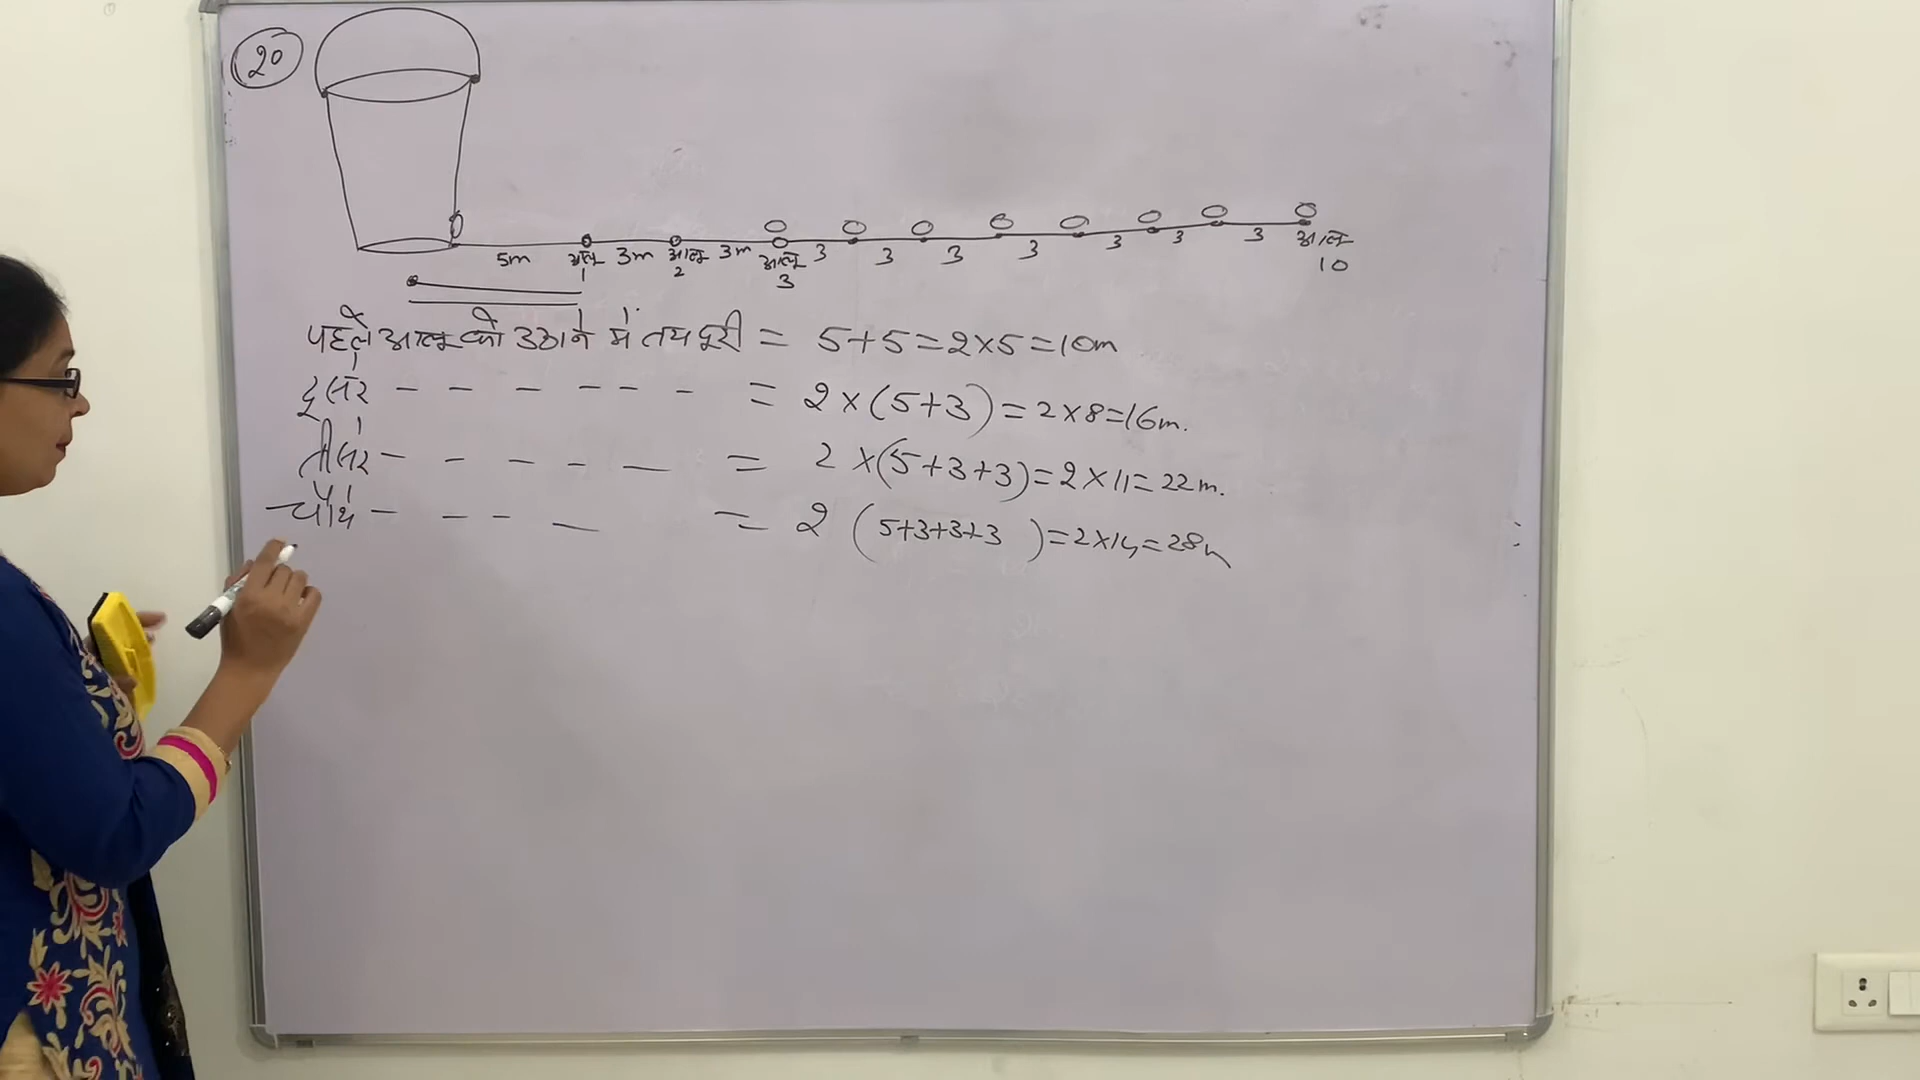 20
5m आलू 1 3m आलू 2 3m आलू 3 3 3 3 3 3 3 3 आलू 10
पहले आलू को उठाने में तय दूरी = 5+5=2×5=10m
दूसरे - - - - - - = 2×(5+3)=2×8=16m.
तीसरे - - - - - = 2×(5+3+3)=2×11=22m.
चौथे - - - - = 2(5+3+3+3)=2×14=28m